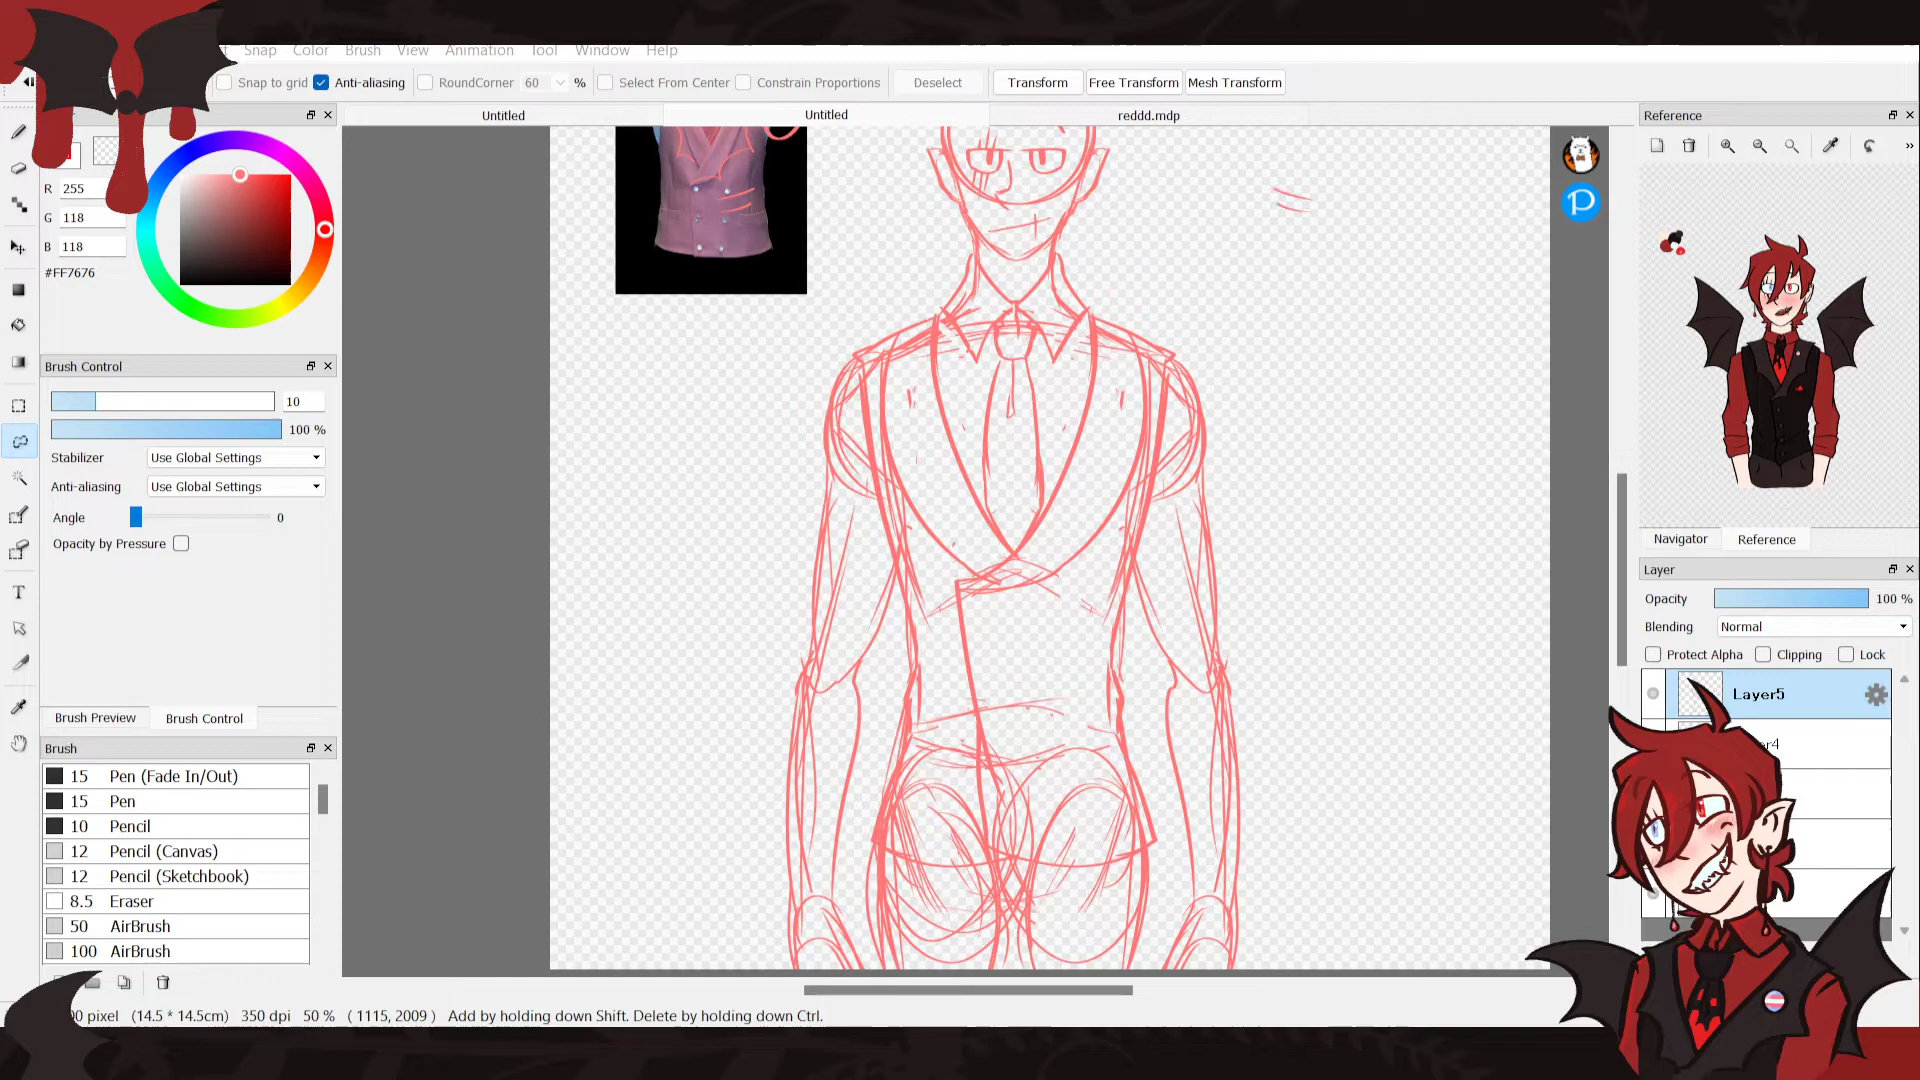 Snap Color Brush View Animation Tool Window Help
Snap to grid Anti-aliasing RoundCorner 60 % Select From Center Constrain Proportions Deselect Transform Free Transform Mesh Transform
Untitled Untitled reddd.mdp
Reference
R 255
G 118
B 118
#FF7676
Brush Control
10
100 %
Stabilizer Use Global Settings
Anti-aliasing Use Global Settings
Angle 0
Opacity by Pressure
Brush Preview Brush Control
Brush
15 Pen (Fade In/Out)
15 Pen
10 Pencil
12 Pencil (Canvas)
12 Pencil (Sketchbook)
8.5 Eraser
50 AirBrush
100 AirBrush
Navigator Reference
Layer
Opacity 100 %
Blending Normal
Protect Alpha Clipping Lock
Layer5
pixel (14.5 * 14.5cm) 350 dpi 50 % ( 1115, 2009 ) Add by holding down Shift. Delete by holding down Ctrl.